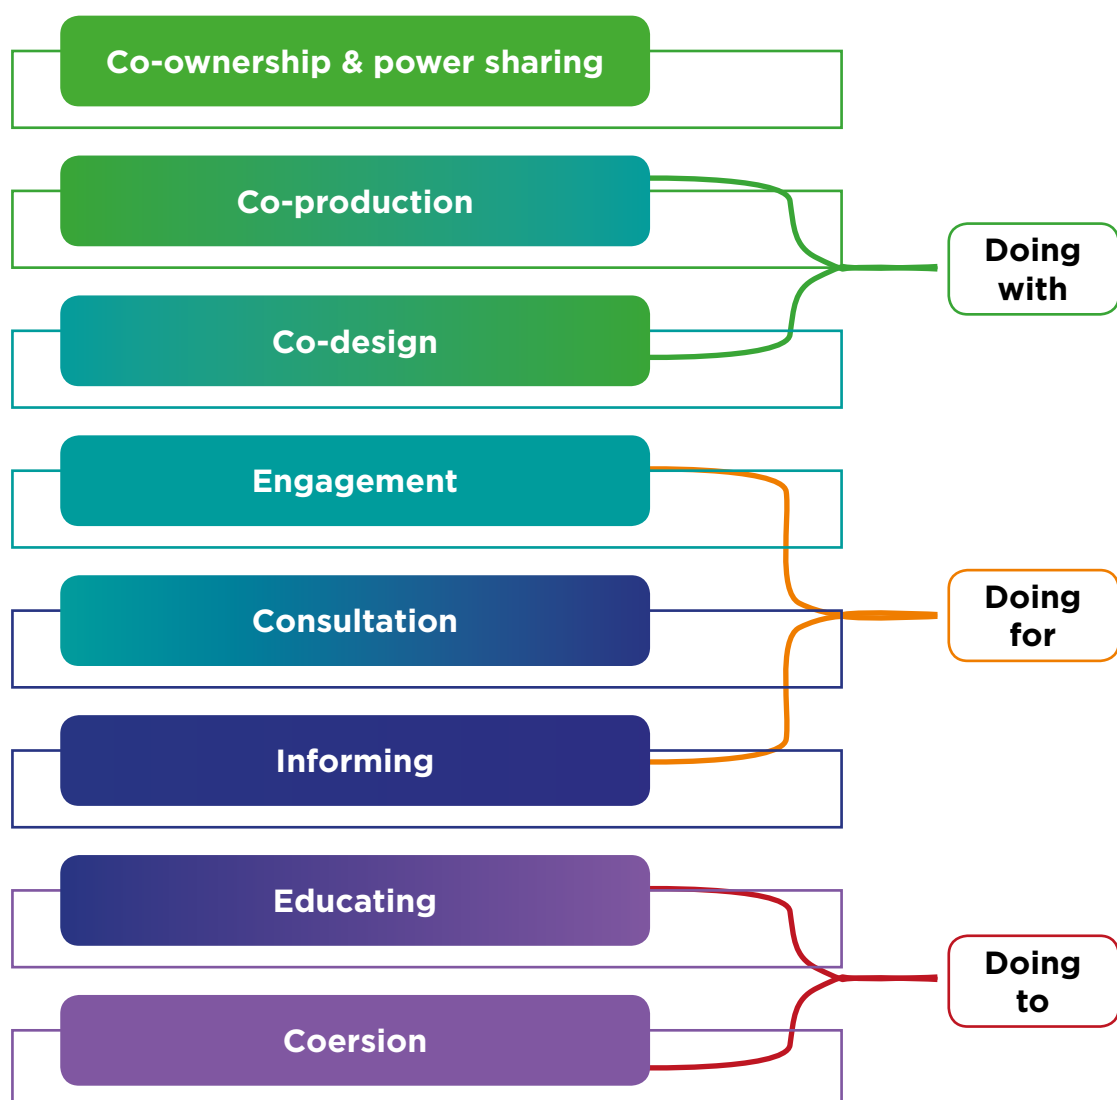 Co-ownership & power sharing
Co-production
Doing
with
Co-design
Engagement
Consultation
Doing
for
Informing
Educating
Doing
to
Coersion